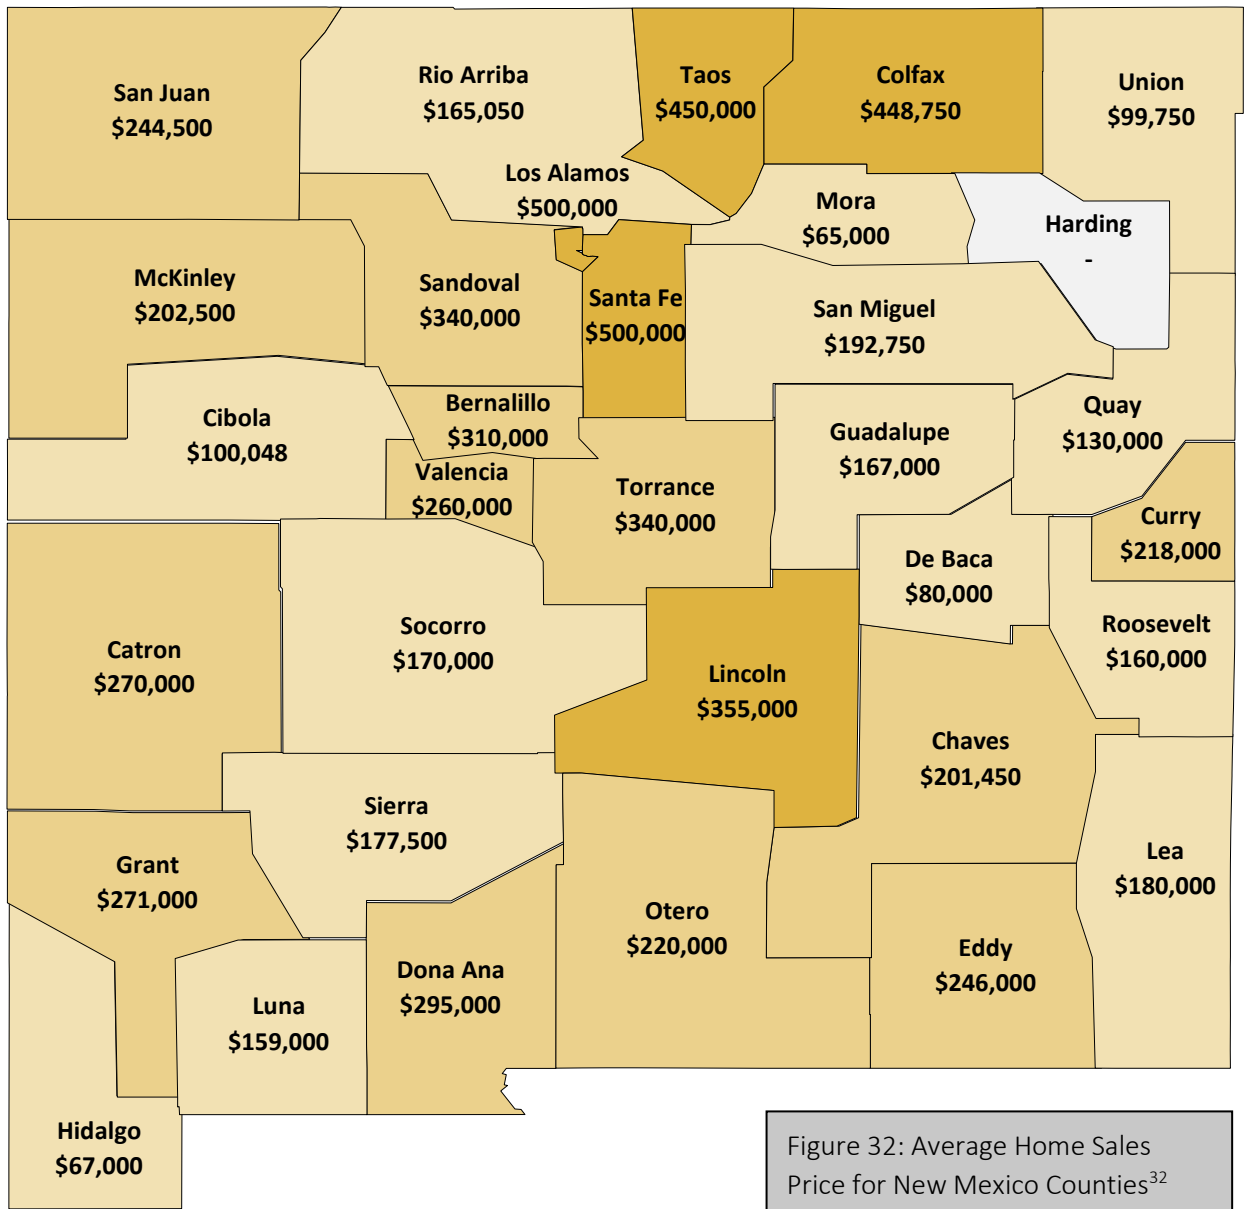 San Juan
$244,500
Rio Arriba
$165,050
Taos
$450,000
Colfax
$448,750
Union
$99,750
Los Alamos
$500,000
Mora
$65,000
Harding
-
McKinley
$202,500
Sandoval
$340,000
Santa Fe
$500,000
San Miguel
$192,750
Cibola
$100,048
Bernalillo
$310,000
Guadalupe
$167,000
Quay
$130,000
Valencia
$260,000
Torrance
$340,000
Curry
$218,000
De Baca
$80,000
Catron
$270,000
Socorro
$170,000
Roosevelt
$160,000
Lincoln
$355,000
Chaves
$201,450
Sierra
$177,500
Grant
$271,000
Lea
$180,000
Otero
$220,000
Eddy
$246,000
Dona Ana
$295,000
Luna
$159,000
Hidalgo
$67,000
Figure 32: Average Home Sales
Price for New Mexico Counties³²